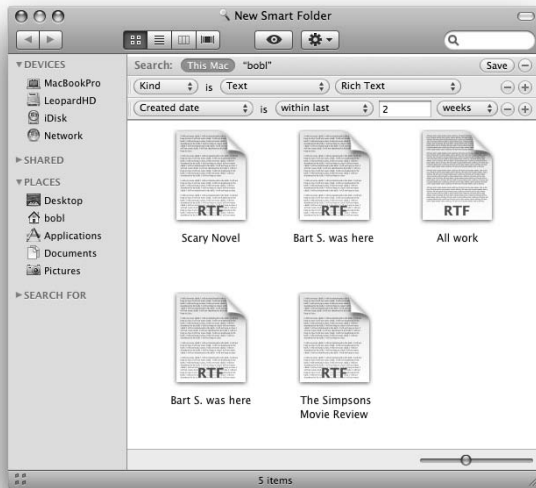 New Smart Folder
Search: This Mac "bobl" Save
Kind is Text Rich Text
Created date is within last 2 weeks
DEVICES
MacBookPro
LeopardHD
iDisk
Network
SHARED
PLACES
Desktop
bobl
Applications
Documents
Pictures
SEARCH FOR
RTF
Scary Novel
RTF
Bart S. was here
RTF
All work
RTF
Bart S. was here
RTF
The Simpsons
Movie Review
5 items